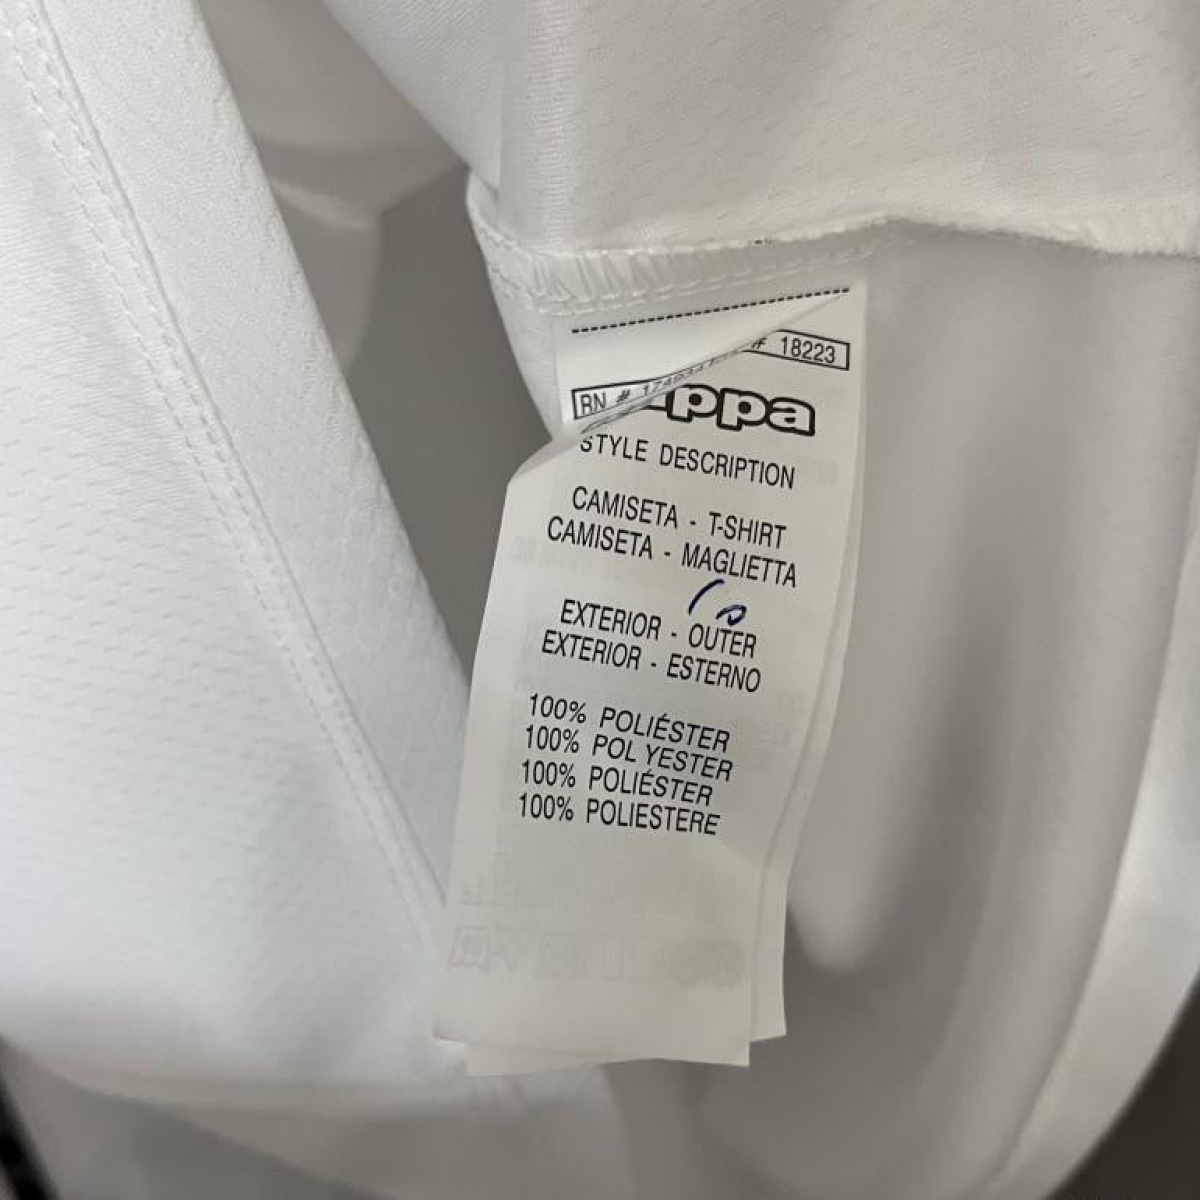 # 18223
RN #
ppa
STYLE DESCRIPTION
CAMISETA - T-SHIRT
CAMISETA - MAGLIETTA
EXTERIOR - OUTER
EXTERIOR - ESTERNO
100% POLIÉSTER
100% POL YESTER
100% POLIÉSTER
100% POLIESTERE